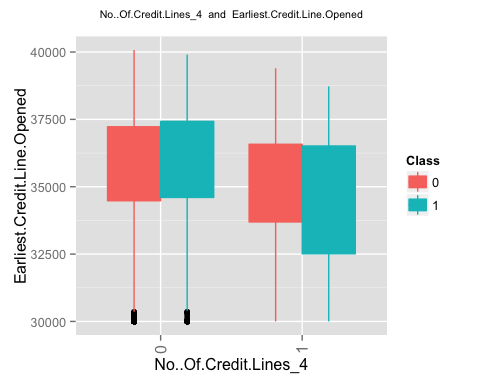 No..Of.Credit.Lines_4 and Earliest.Credit.Line.Opened
40000
37500
35000
32500
30000
Earliest.Credit.Line.Opened
0
1
No..Of.Credit.Lines_4
Class
0
1